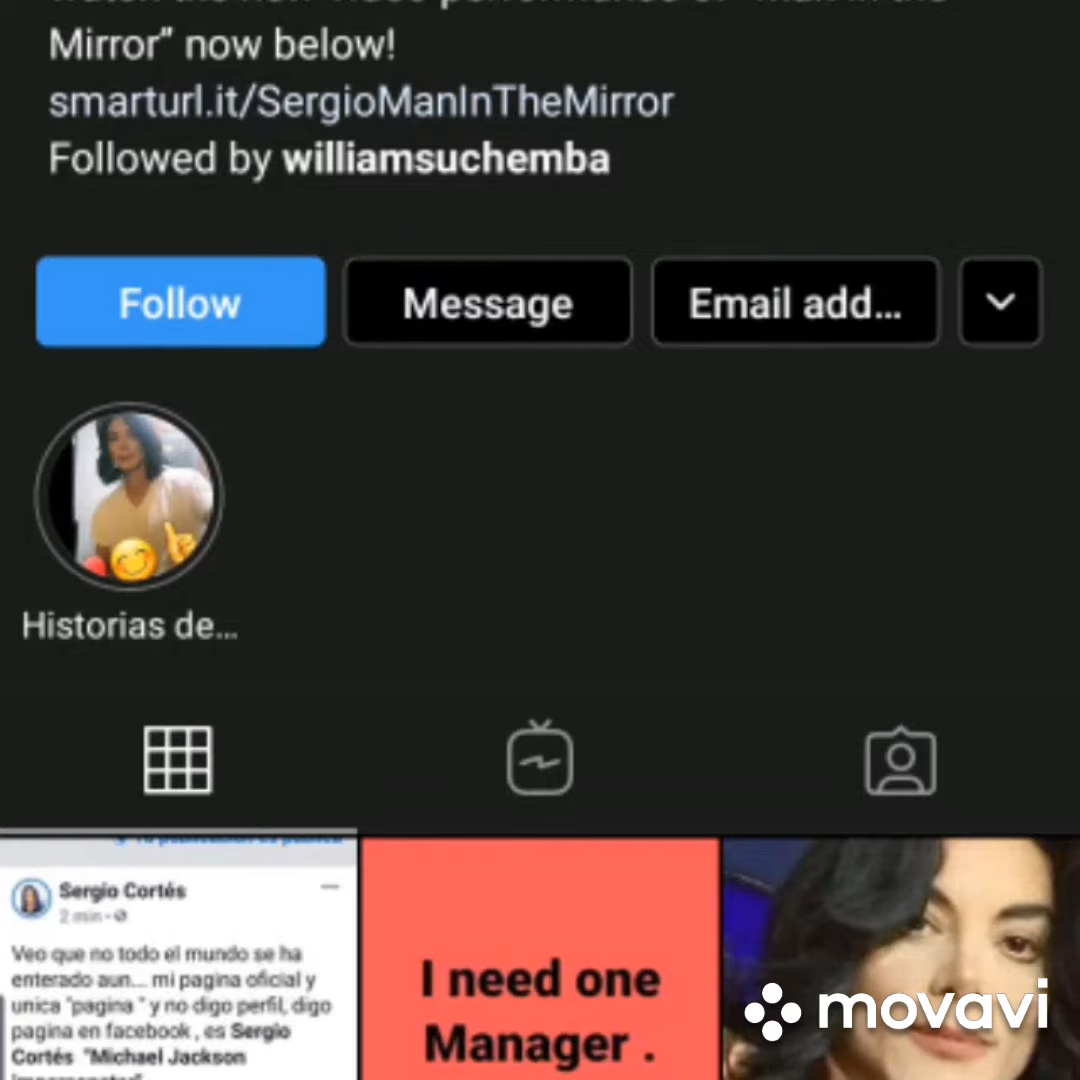 Mirror" now below!
smarturl.it/SergioManInTheMirror
Followed by williamsuchemba
Follow
Message
Email add...
Historias de...
Sergio Cortés
2 min
Veo que no todo el mundo se ha
enterado aun... mi pagina oficial y
unica "pagina " y no digo perfil, digo
pagina en facebook , es Sergio
Cortés "Michael Jackson
I need one
Manager .
movavi